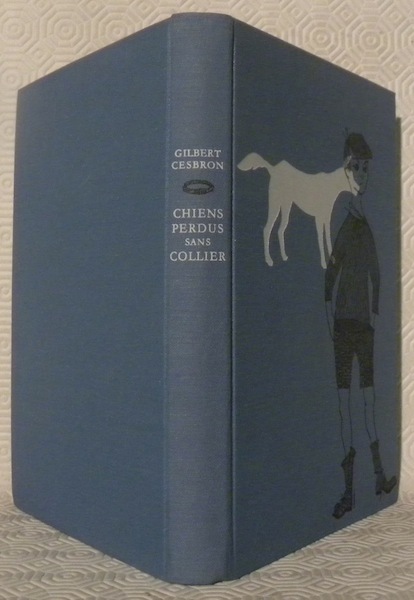 GILBERT
CESBRON
CHIENS
PERDUS
SANS
COLLIER